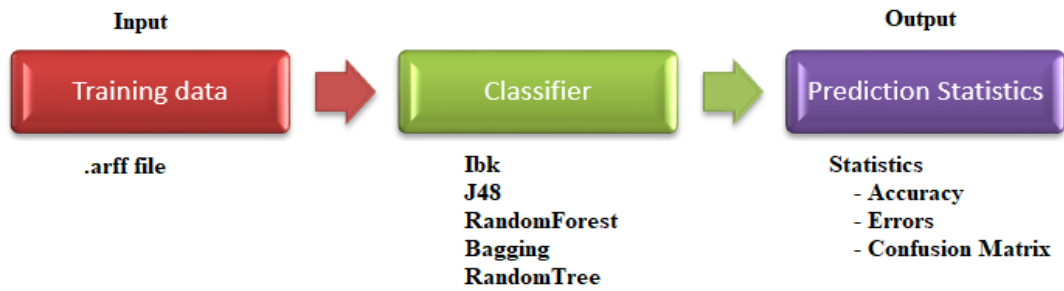 Input
Output
Training data
Classifier
Prediction Statistics
.arff file
Ibk
J48
RandomForest
Bagging
RandomTree
Statistics
- Accuracy
- Errors
- Confusion Matrix